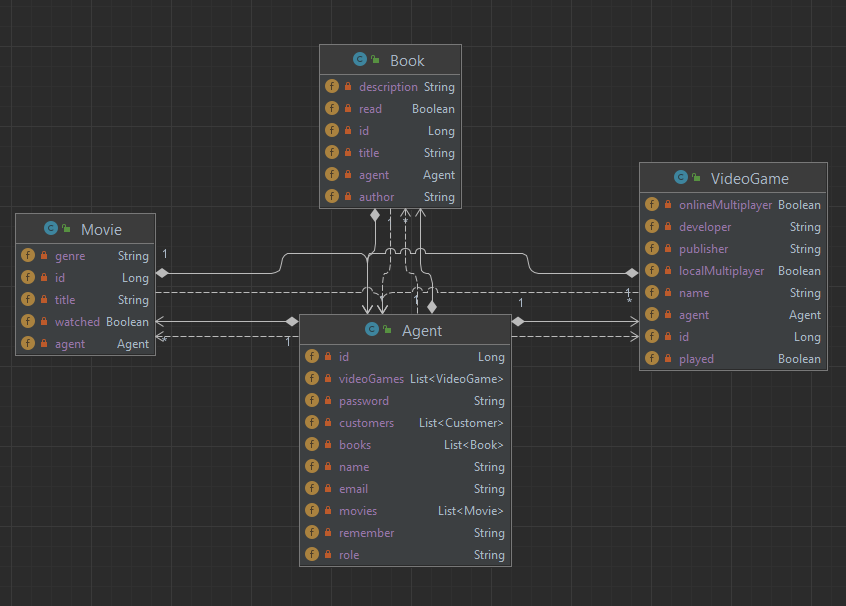 Book
description String
read Boolean
id Long
title String
agent Agent
author String
VideoGame
onlineMultiplayer Boolean
developer String
publisher String
localMultiplayer Boolean
name String
agent Agent
id Long
played Boolean
Movie
genre String
id Long
title String
watched Boolean
agent Agent
1
1
*
1
*
1
1
*
1
Agent
id Long
videoGames List<VideoGame>
password String
customers List<Customer>
books List<Book>
name String
email String
movies List<Movie>
remember String
role String